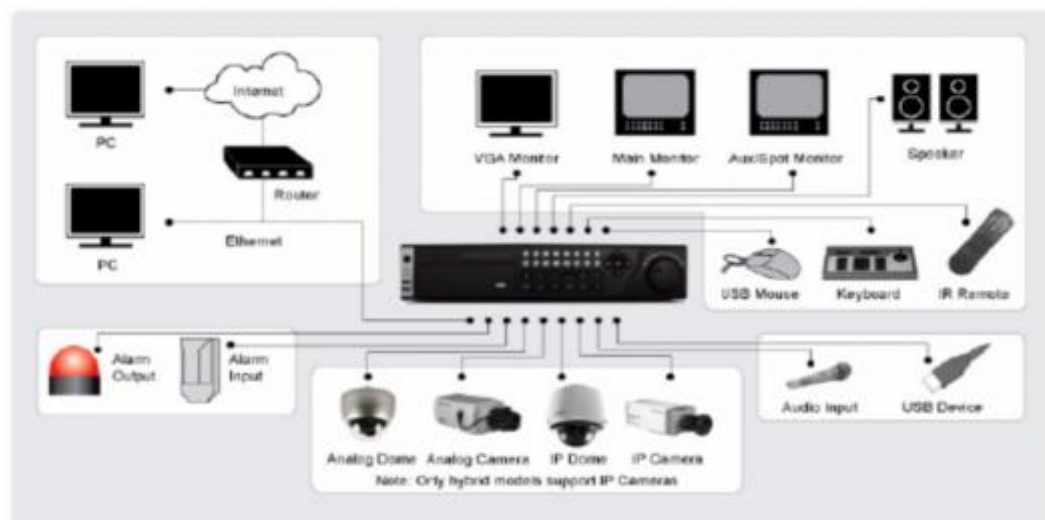 Internet
PC
Router
Ethernet
PC
VGA Monitor
Main Monitor
Aux/Spot Monitor
Speaker
USB Mouse
Keyboard
IR Remote
Alarm
Output
Alarm
Input
Analog Dome
Analog Camera
IP Dome
IP Camera
Note: Only hybrid models support IP Cameras
Audio Input
USB Device